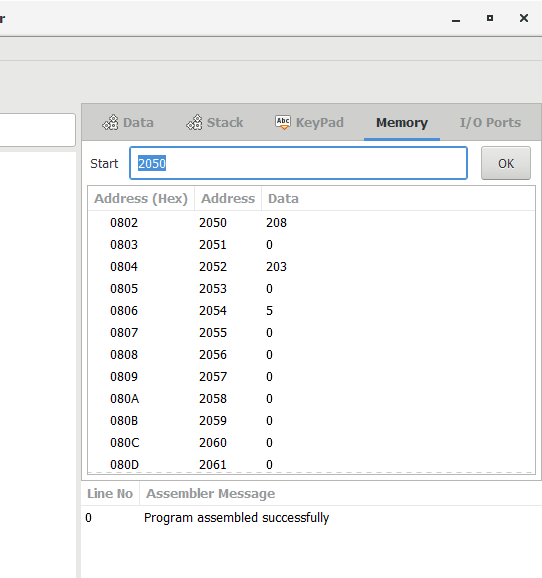 r
Data Stack Abc KeyPad Memory I/O Ports
Start 2050 OK
Address (Hex) Address Data
0802 2050 208
0803 2051 0
0804 2052 203
0805 2053 0
0806 2054 5
0807 2055 0
0808 2056 0
0809 2057 0
080A 2058 0
080B 2059 0
080C 2060 0
080D 2061 0
Line No Assembler Message
0 Program assembled successfully